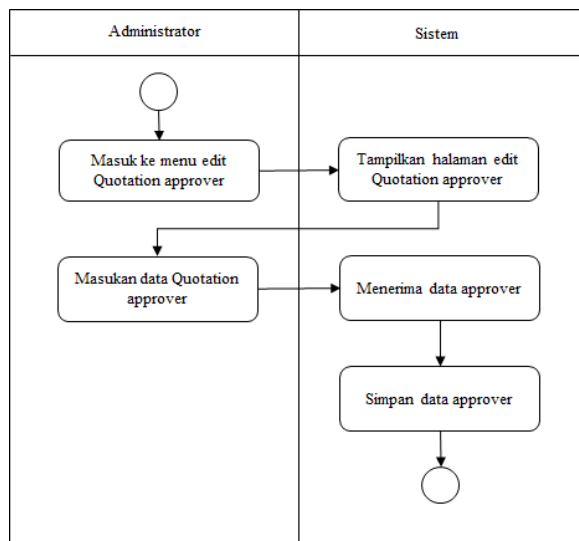 Administrator
Sistem
Masuk ke menu edit
Quotation approver
Tampilkan halaman edit
Quotation approver
Masukan data Quotation
approver
Menerima data approver
Simpan data approver